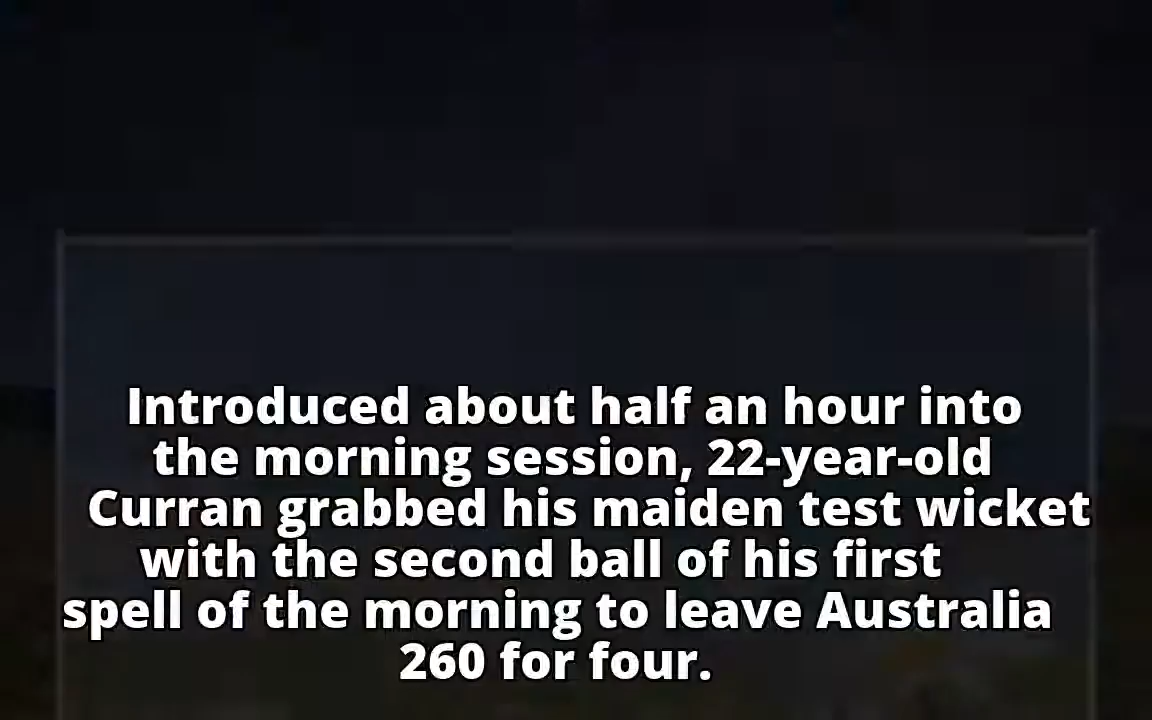 Introduced about half an hour into
the morning session, 22-year-old
Curran grabbed his maiden test wicket
with the second ball of his first
spell of the morning to leave Australia
260 for four.